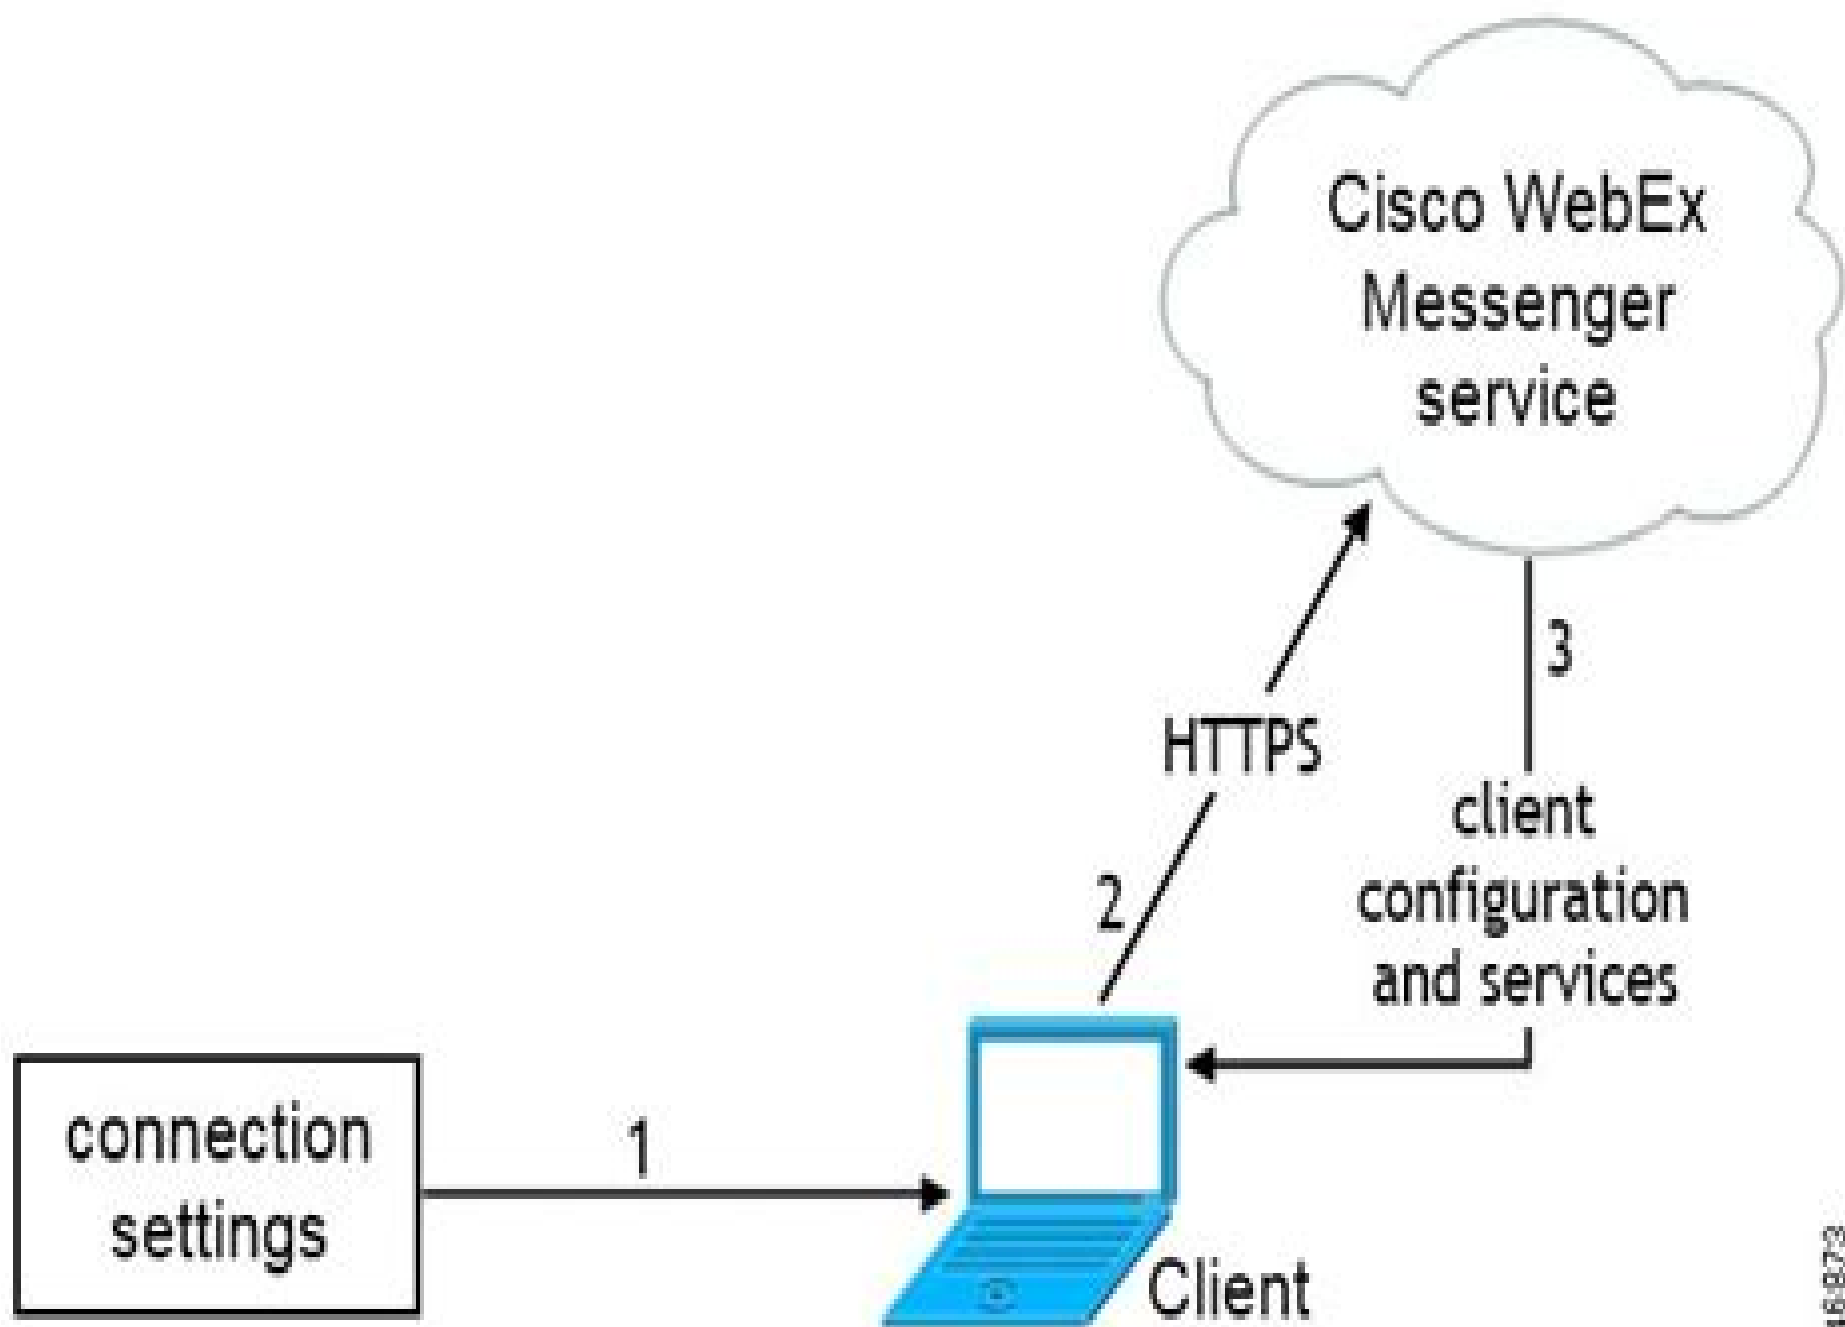 Cisco WebEx
Messenger
service
3
HTTPS
client
configuration
and services
2
connection
settings
1
Client